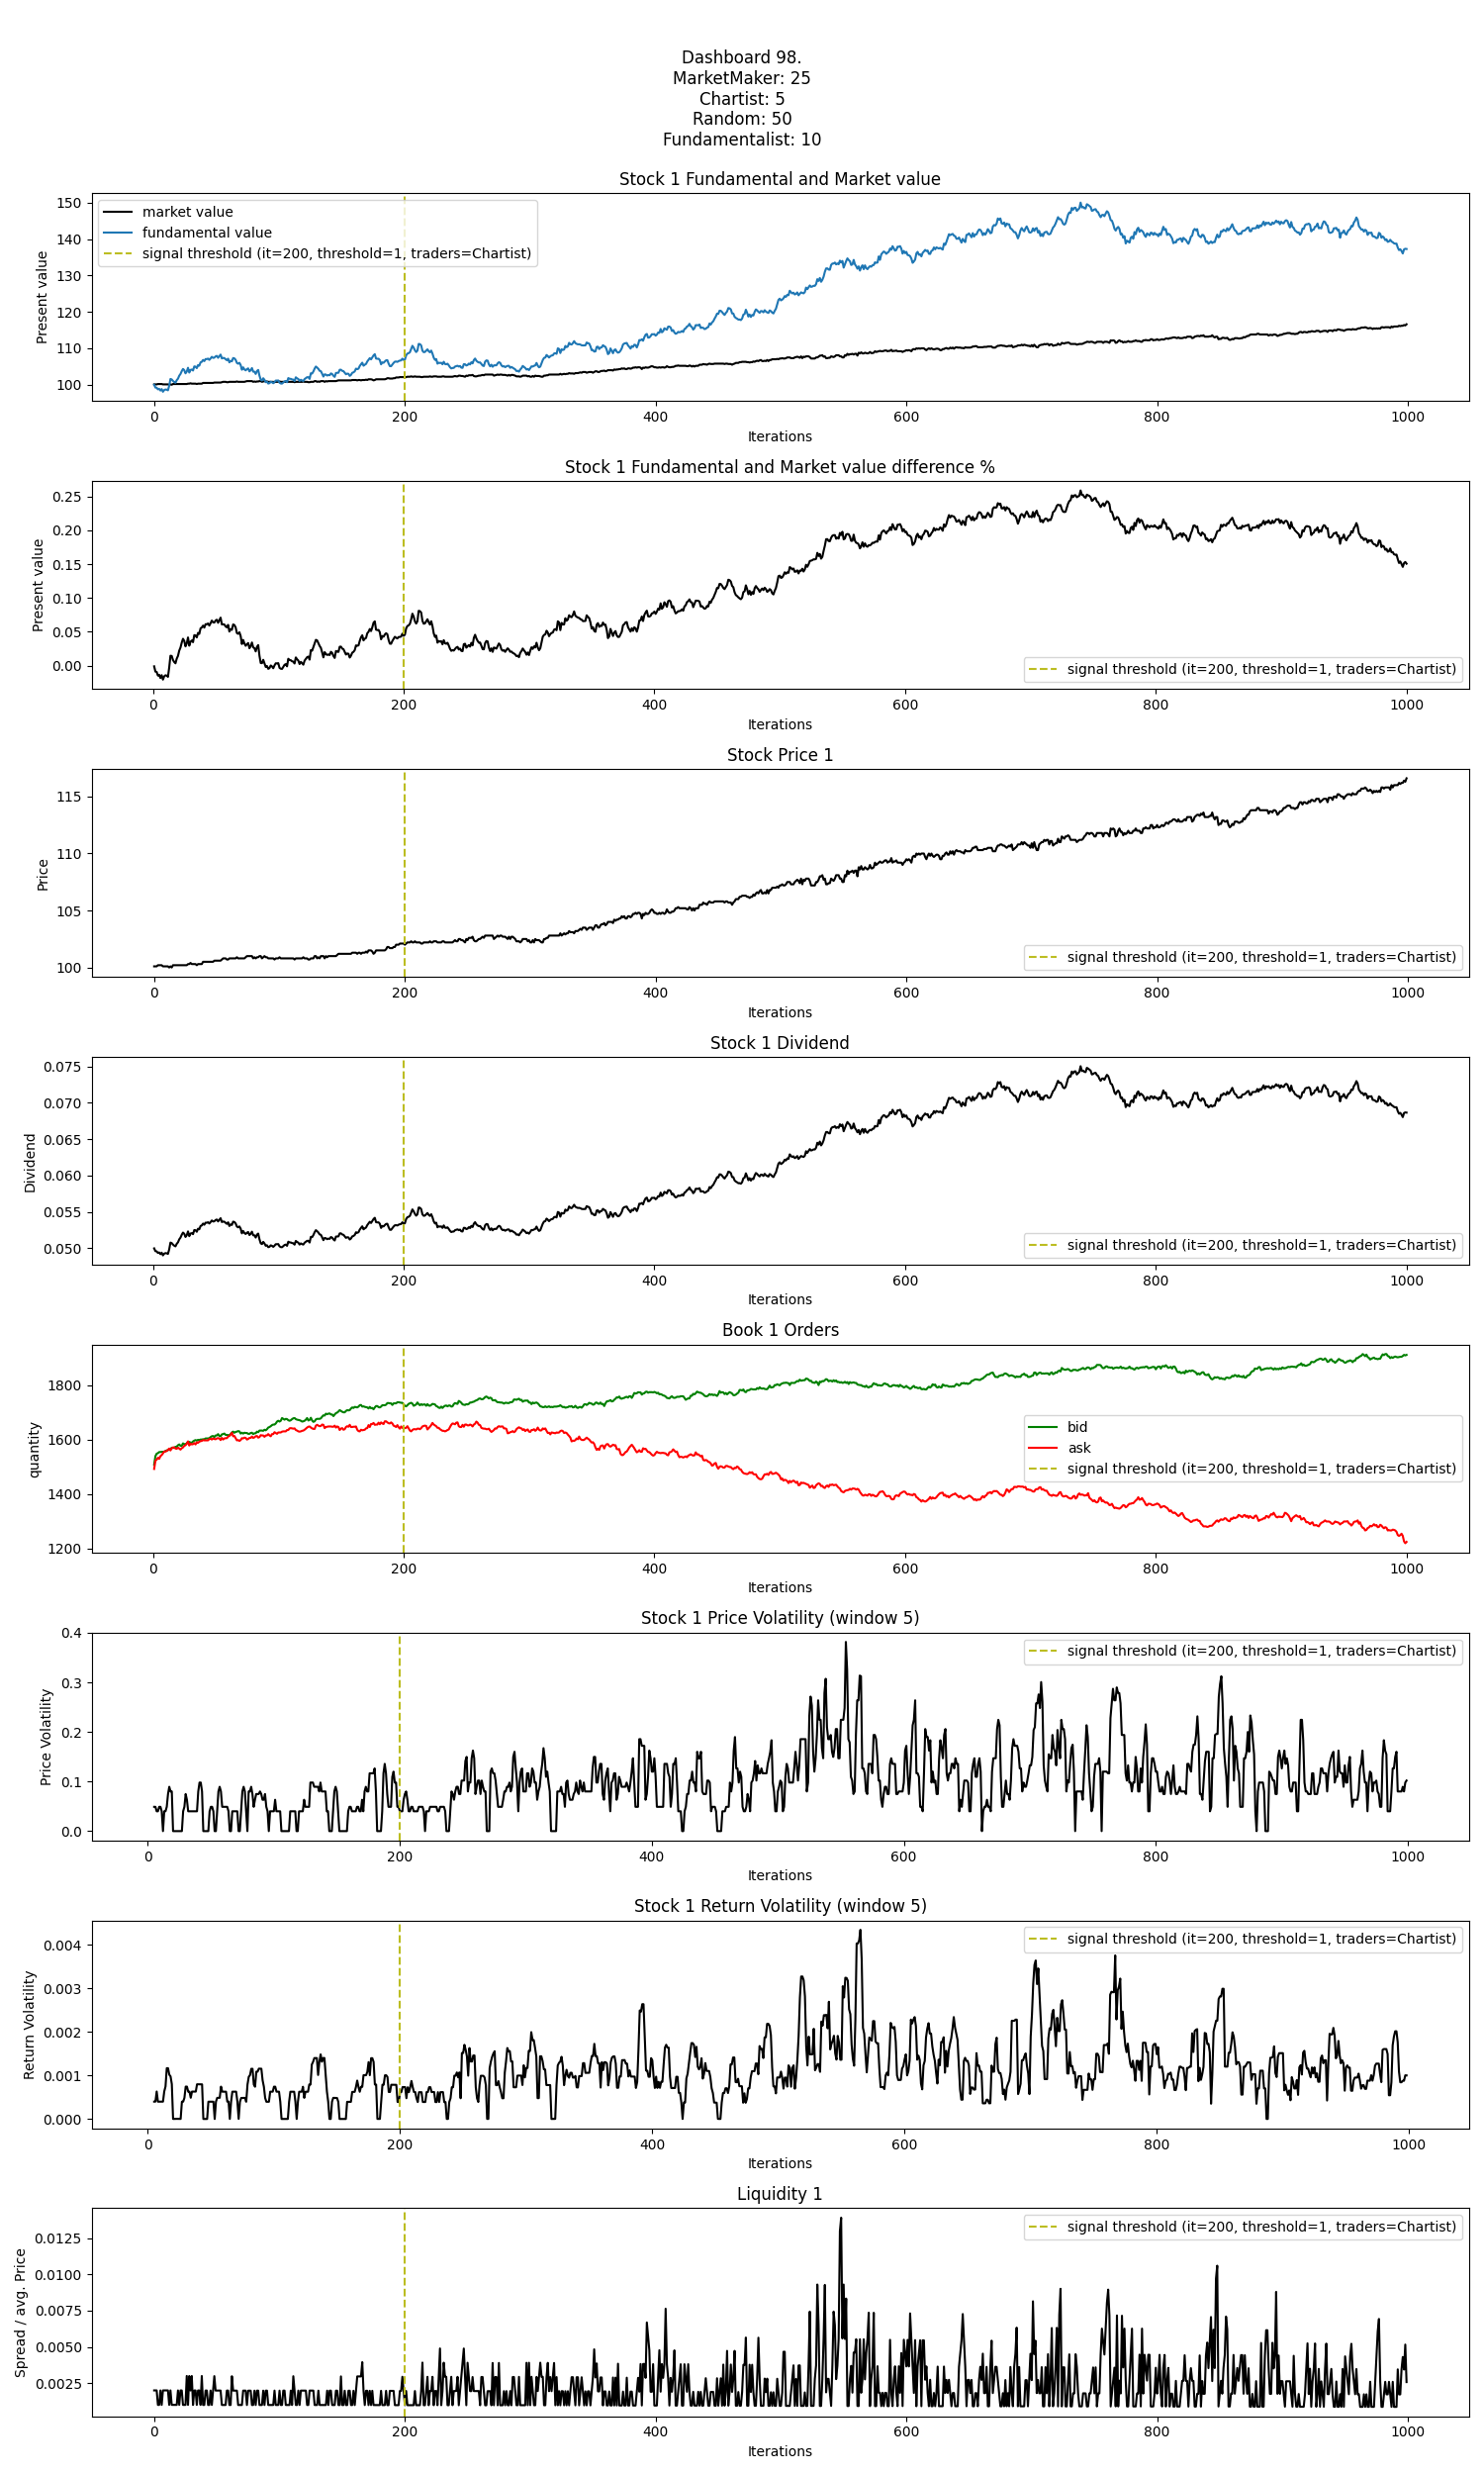 Dashboard 98.
MarketMaker: 25
Chartist: 5
Random: 50
Fundamentalist: 10
Stock 1 Fundamental and Market value
Present value
150
140
130
120
110
100
market value
fundamental value
signal threshold (it=200, threshold=1, traders=Chartist)
0 200 400 600 800 1000
Iterations
Stock 1 Fundamental and Market value difference %
Present value
0.25
0.20
0.15
0.10
0.05
0.00
signal threshold (it=200, threshold=1, traders=Chartist)
0 200 400 600 800 1000
Iterations
Stock Price 1
Price
115
110
105
100
signal threshold (it=200, threshold=1, traders=Chartist)
0 200 400 600 800 1000
Iterations
Stock 1 Dividend
Dividend
0.075
0.070
0.065
0.060
0.055
0.050
signal threshold (it=200, threshold=1, traders=Chartist)
0 200 400 600 800 1000
Iterations
Book 1 Orders
quantity
1800
1600
1400
1200
bid
ask
signal threshold (it=200, threshold=1, traders=Chartist)
0 200 400 600 800 1000
Iterations
Stock 1 Price Volatility (window 5)
Price Volatility
0.4
0.3
0.2
0.1
0.0
signal threshold (it=200, threshold=1, traders=Chartist)
0 200 400 600 800 1000
Iterations
Stock 1 Return Volatility (window 5)
Return Volatility
0.004
0.003
0.002
0.001
0.000
signal threshold (it=200, threshold=1, traders=Chartist)
0 200 400 600 800 1000
Iterations
Liquidity 1
Spread / avg. Price
0.0125
0.0100
0.0075
0.0050
0.0025
signal threshold (it=200, threshold=1, traders=Chartist)
0 200 400 600 800 1000
Iterations